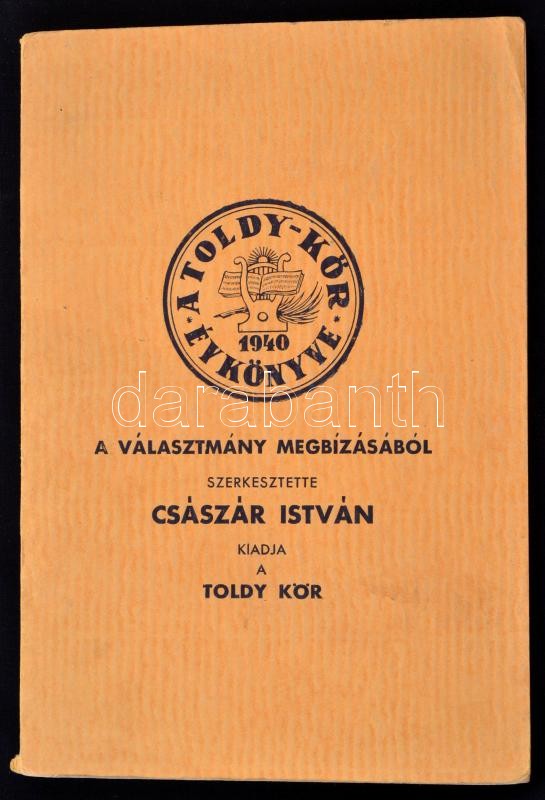 A TOLDY-KÖR
1940
ÉVKÖNYVE
darabanth
A VÁLASZTMÁNY MEGBÍZÁSÁBÓL
SZERKESZTETTE
CSÁSZÁR ISTVÁN
KIADJA
A
TOLDY KÖR